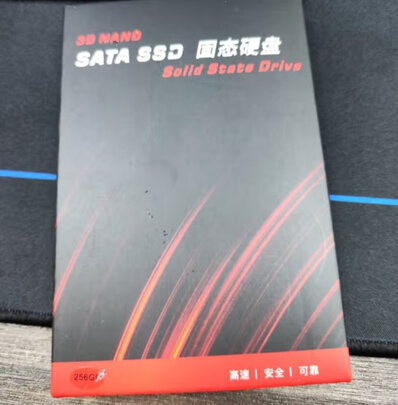 3D NAND
SATA SSD 固态硬盘
Solid State Drive
256GB
高速 | 安全 | 可靠